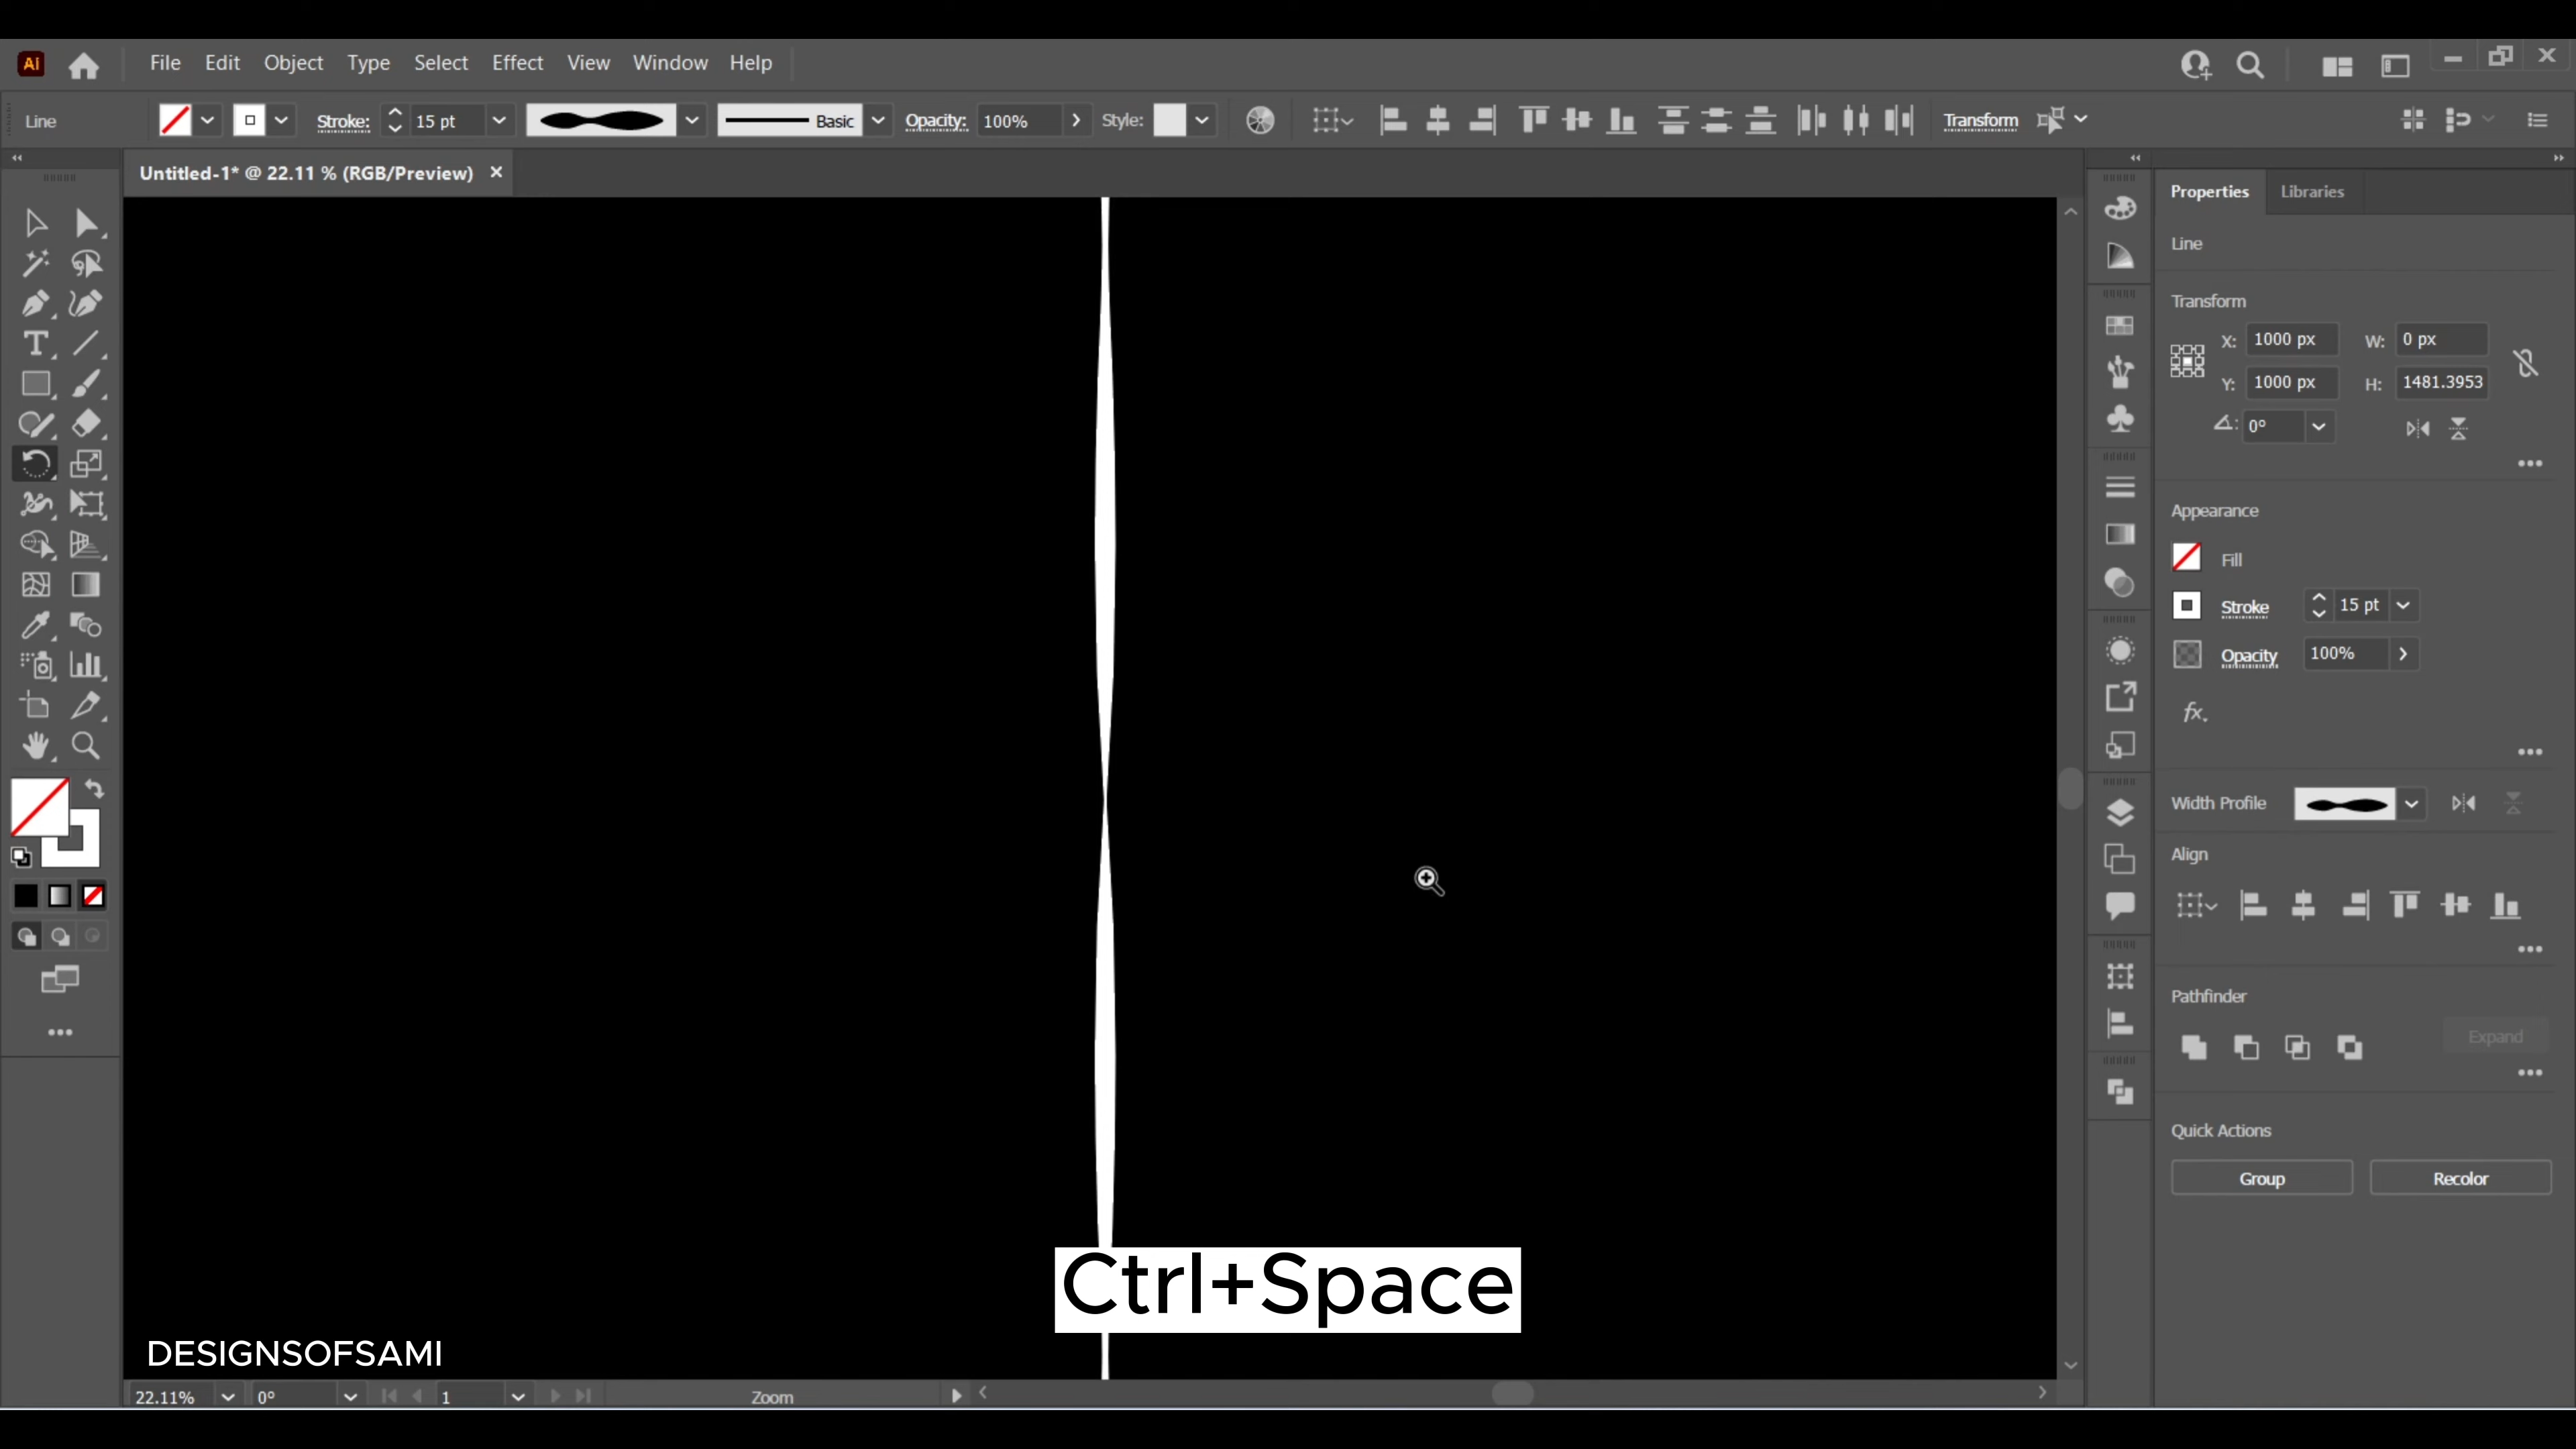 Ai File Edit Object Type Select Effect View Window Help
Line Stroke: 15 pt Basic Opacity: 100% Style: Transform
Untitled-1* @ 22.11 % (RGB/Preview)
Properties Libraries
Line
Transform
X: 1000 px W: 0 px
Y: 1000 px H: 1481.3953
0°
Appearance
Fill
Stroke 15 pt
Opacity 100%
fx.
Width Profile
Align
Pathfinder
Expand
Quick Actions
Group Recolor
Ctrl+Space
DESIGNSOFSAMI
22.11% 0° 1 Zoom